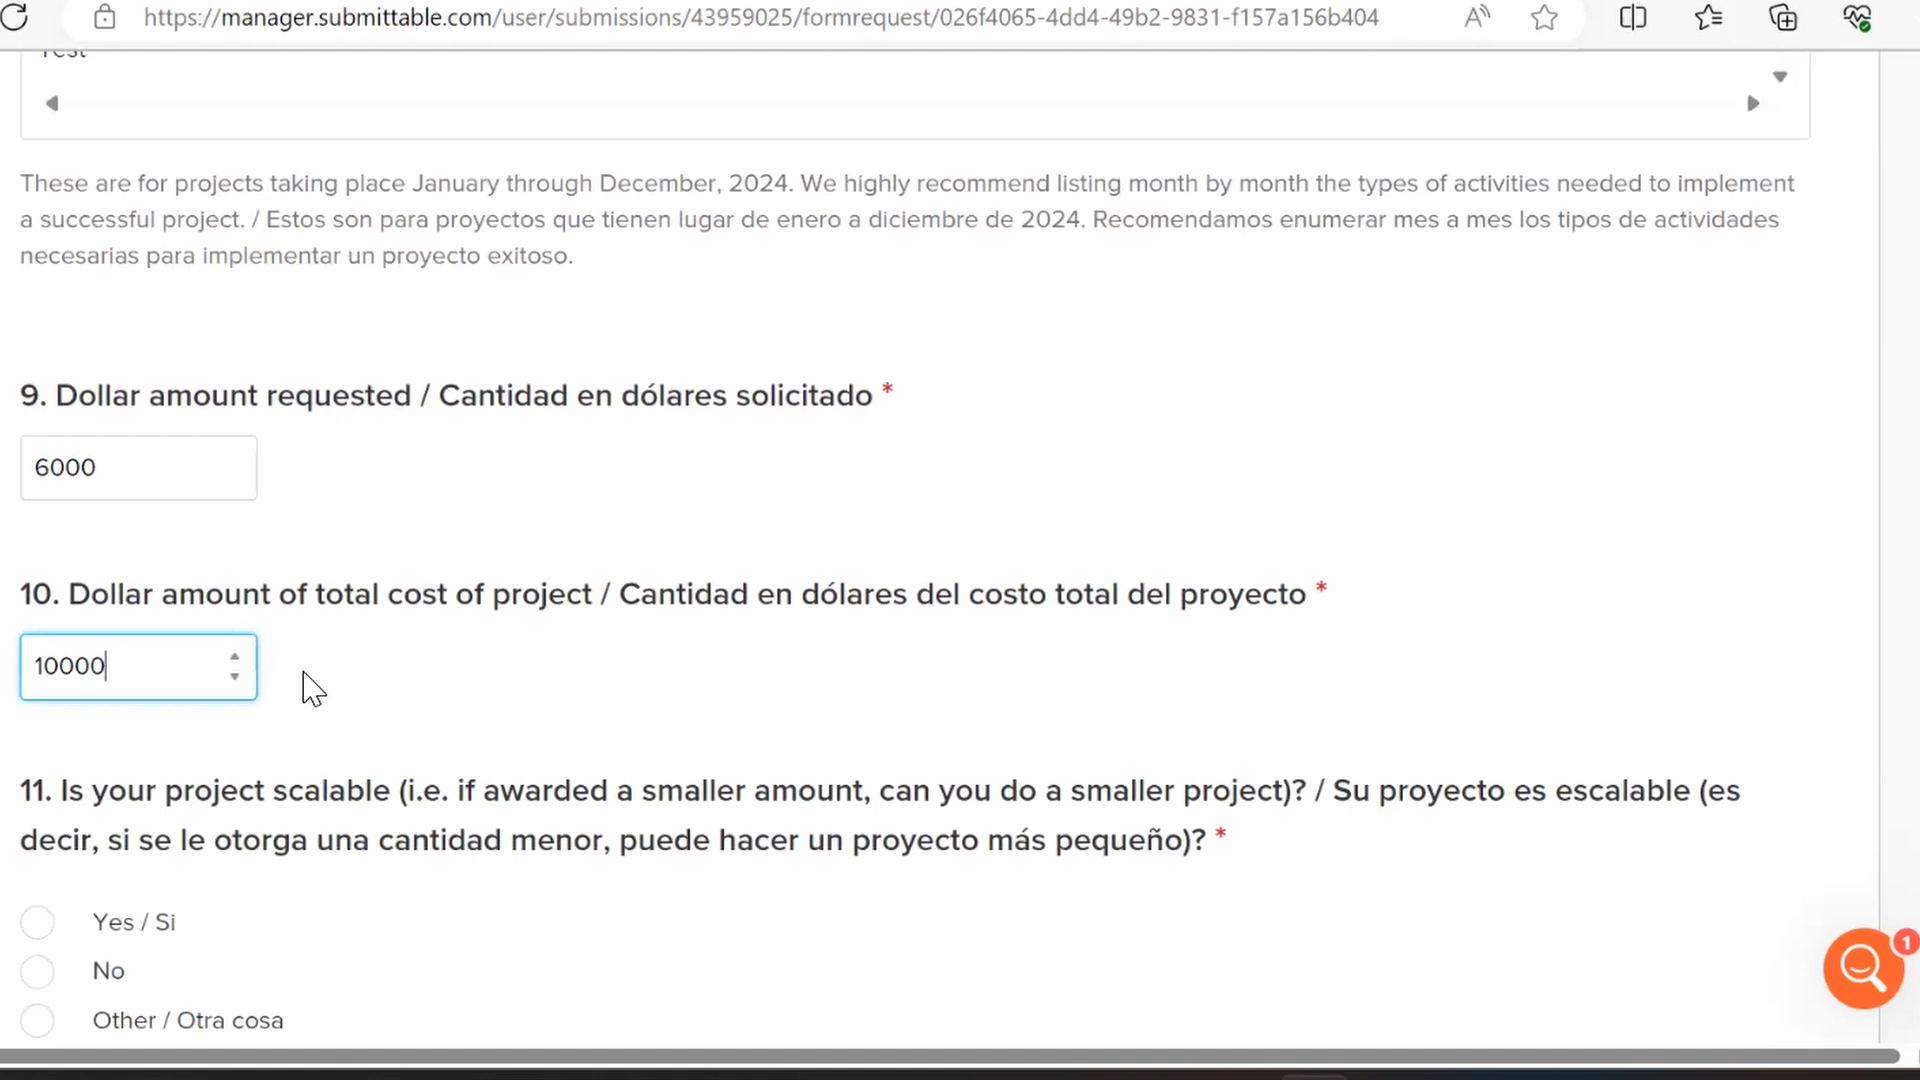 https://manager.submittable.com/user/submissions/43959025/formrequest/026f4065-4dd4-49b2-9831-f157a156b404
These are for projects taking place January through December, 2024. We highly recommend listing month by month the types of activities needed to implement
a successful project. / Estos son para proyectos que tienen lugar de enero a diciembre de 2024. Recomendamos enumerar mes a mes los tipos de actividades
necesarias para implementar un proyecto exitoso.
9. Dollar amount requested / Cantidad en dólares solicitado *
6000
10. Dollar amount of total cost of project / Cantidad en dólares del costo total del proyecto *
10000
11. Is your project scalable (i.e. if awarded a smaller amount, can you do a smaller project)? / Su proyecto es escalable (es
decir, si se le otorga una cantidad menor, puede hacer un proyecto más pequeño)? *
Yes / Si
No
1
Other / Otra cosa